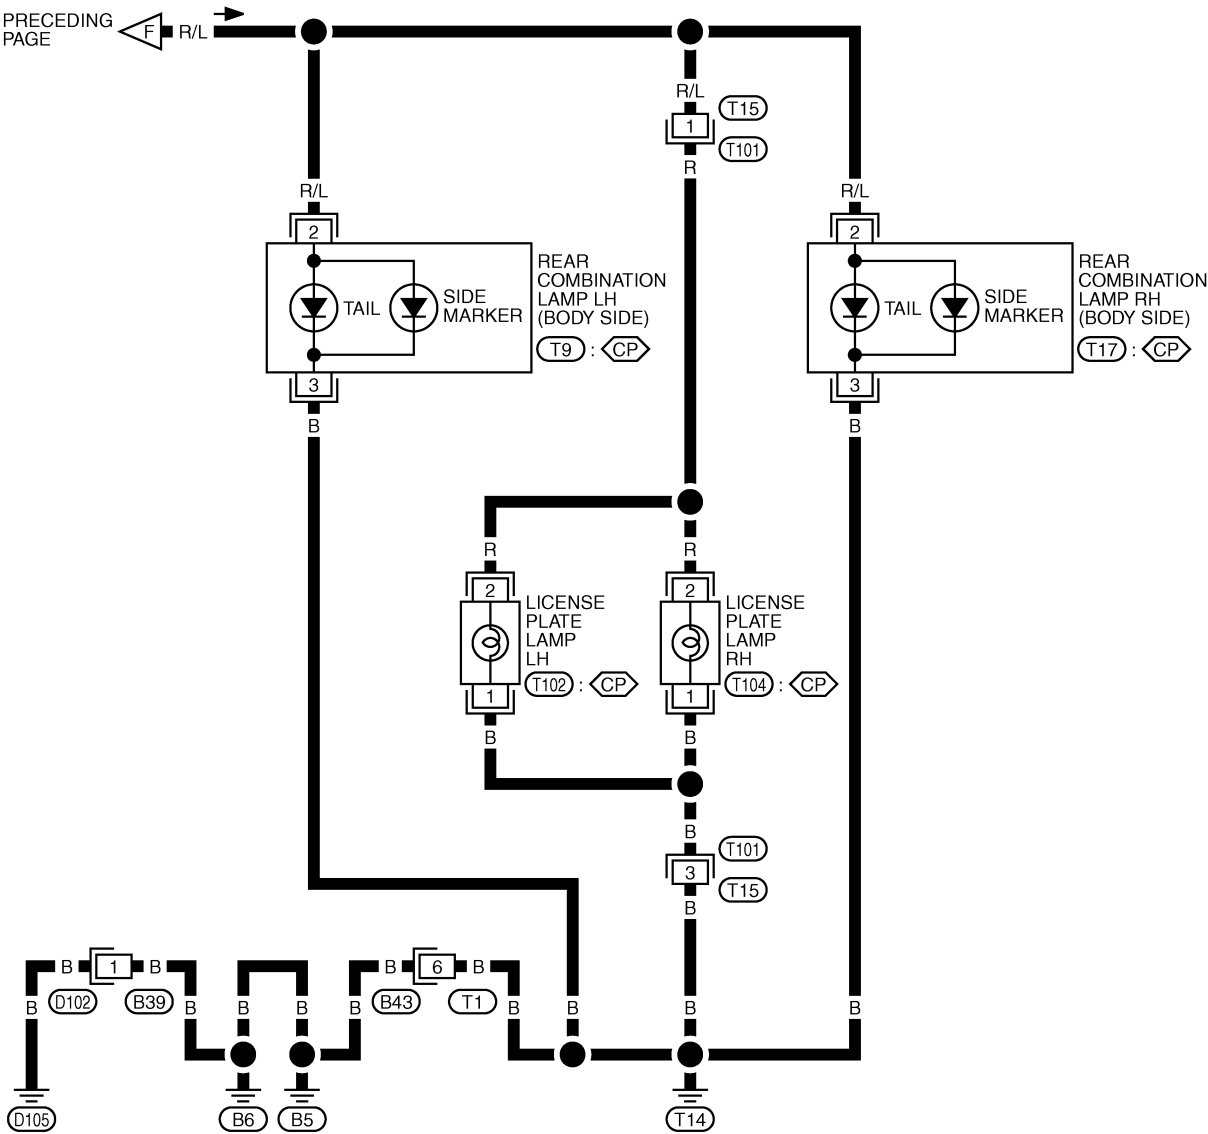 PRECEDING
PAGE
F
R/L
R/L
T15
1
T101
R
R/L
R/L
2
2
TAIL
SIDE
MARKER
REAR
COMBINATION
LAMP LH
(BODY SIDE)
T9 : CP
TAIL
SIDE
MARKER
REAR
COMBINATION
LAMP RH
(BODY SIDE)
T17 : CP
3
3
B
B
R
R
2
2
LICENSE
PLATE
LAMP
LH
T102 : CP
LICENSE
PLATE
LAMP
RH
T104 : CP
1
1
B
B
B
T101
3
T15
B
B
1
B
B
6
B
D102
B39
B43
T1
B
B
B
B
B
B
B
B
B
D105
B6
B5
T14